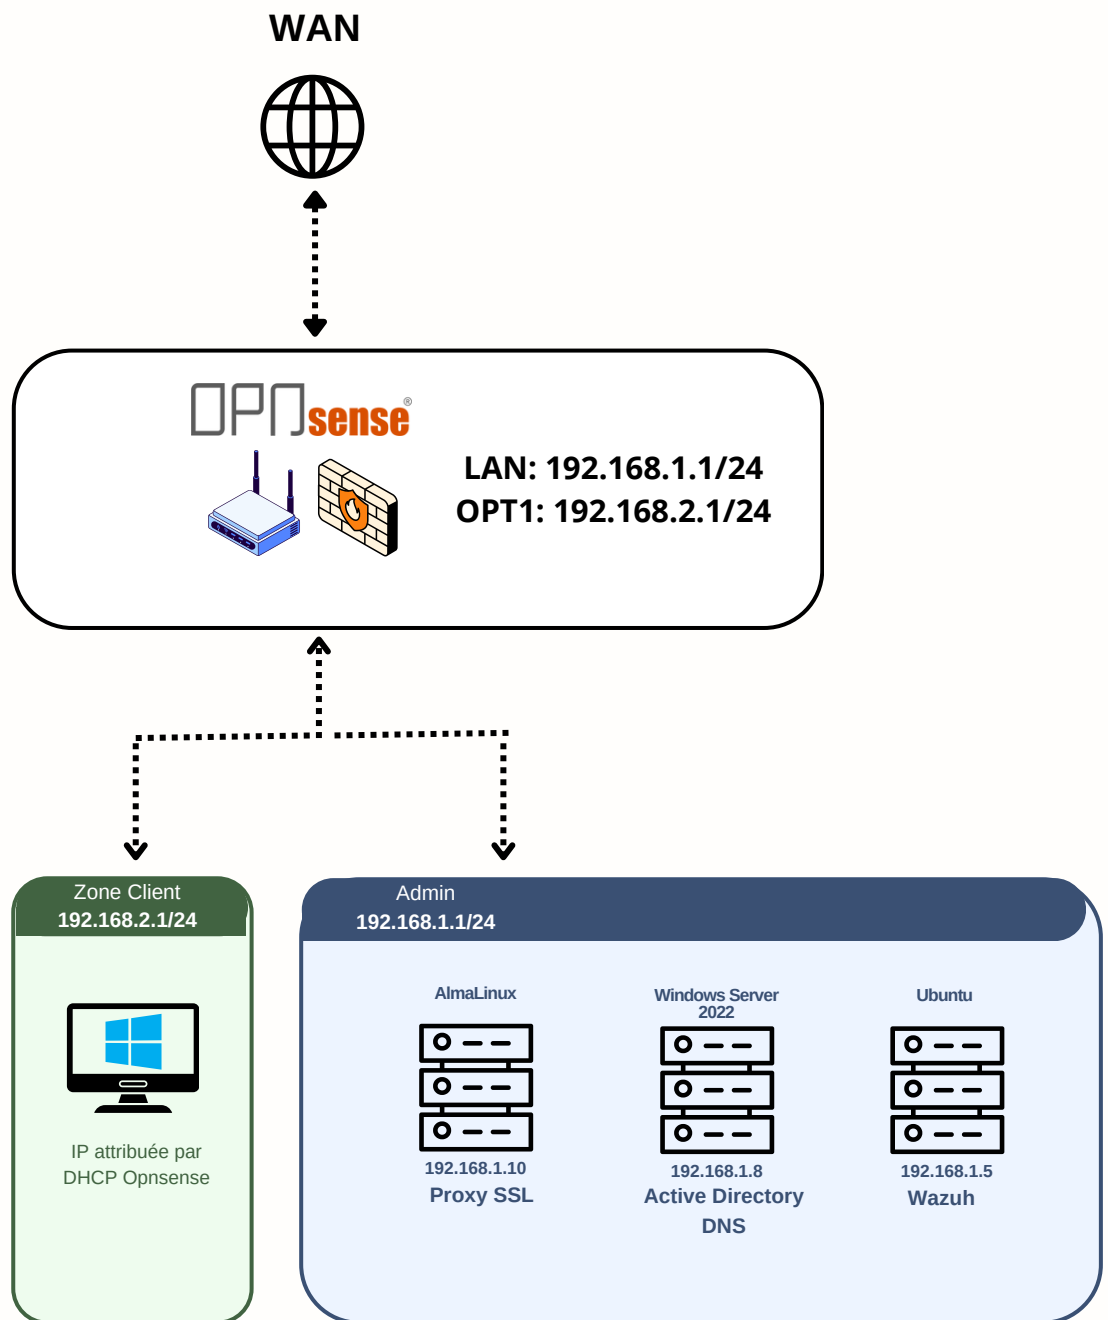 WAN
OPNsense®
LAN: 192.168.1.1/24
OPT1: 192.168.2.1/24
Zone Client
192.168.2.1/24
IP attribuée par
DHCP Opnsense
Admin
192.168.1.1/24
AlmaLinux
192.168.1.10
Proxy SSL
Windows Server
2022
192.168.1.8
Active Directory
DNS
Ubuntu
192.168.1.5
Wazuh